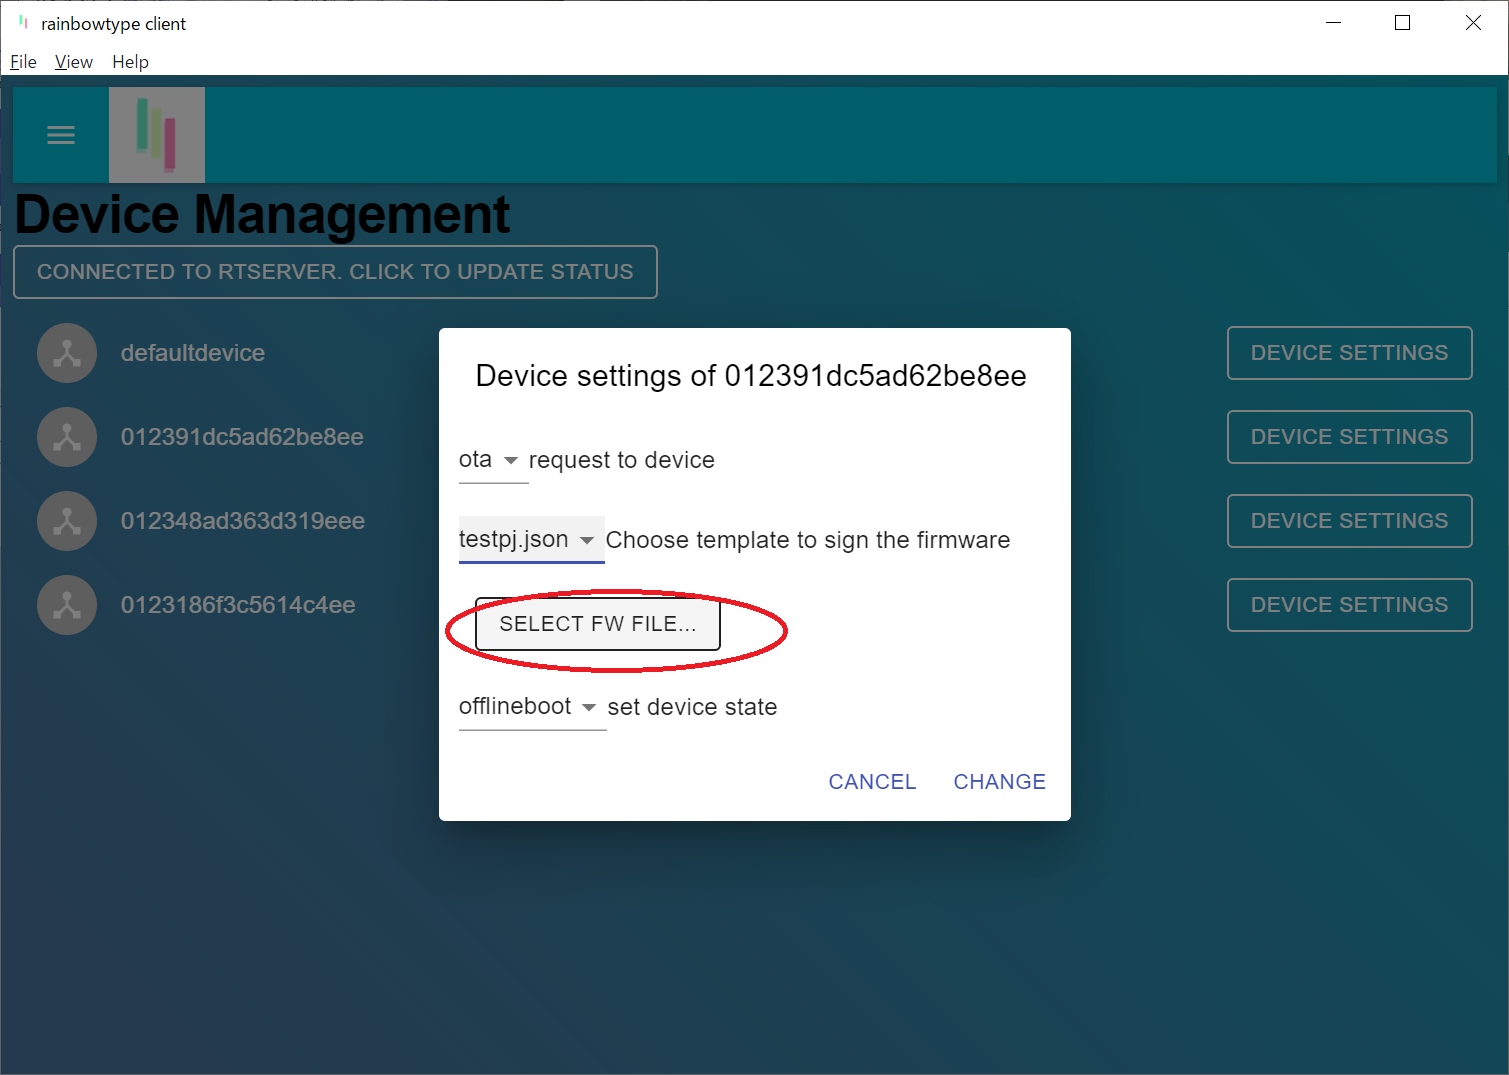 rainbowtype client
File View Help
Device Management
CONNECTED TO RTSERVER. CLICK TO UPDATE STATUS
defaultdevice
DEVICE SETTINGS
012391dc5ad62be8ee
DEVICE SETTINGS
012348ad363d319eee
DEVICE SETTINGS
0123186f3c5614c4ee
DEVICE SETTINGS
Device settings of 012391dc5ad62be8ee
ota request to device
testpj.json Choose template to sign the firmware
SELECT FW FILE...
offlineboot set device state
CANCEL CHANGE